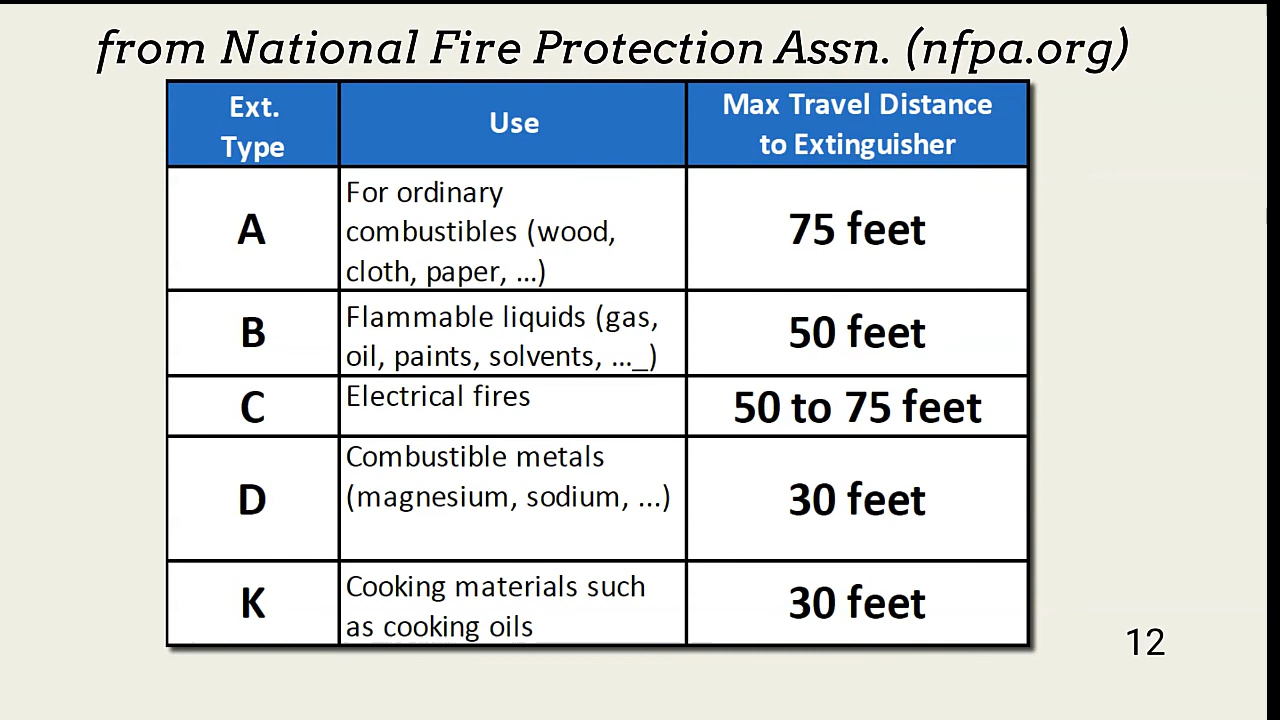 from National Fire Protection Assn. (nfpa.org)
Ext.
Type
Use
Max Travel Distance
to Extinguisher
A
For ordinary
combustibles (wood,
cloth, paper, ...)
75 feet
B
Flammable liquids (gas,
oil, paints, solvents, ..._)
50 feet
C
Electrical fires
50 to 75 feet
D
Combustible metals
(magnesium, sodium, ...)
30 feet
K
Cooking materials such
as cooking oils
30 feet
12